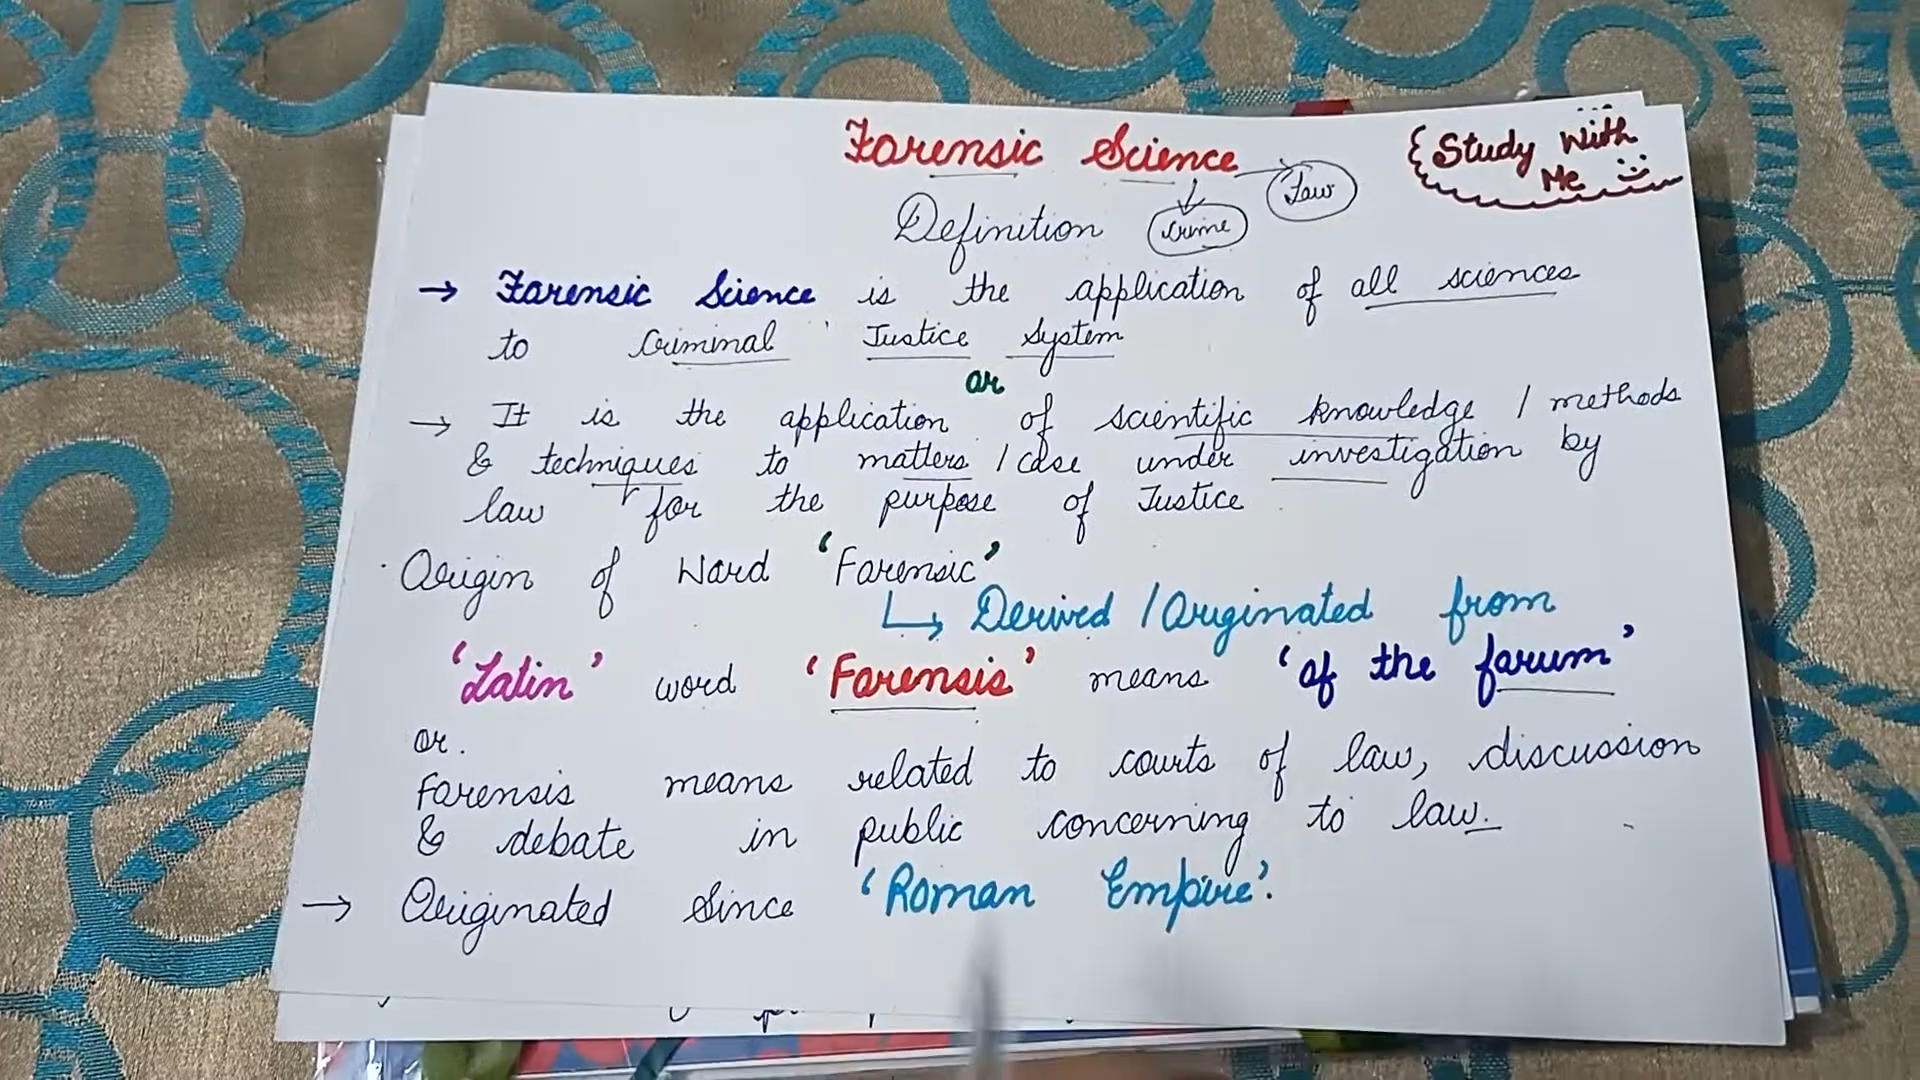 Forensic Science → Law
Study With Me
Definition Crime
→ Forensic Science is the application of all sciences
to Criminal Justice System
or
→ It is the application of scientific knowledge / methods
& techniques to matters / case under investigation by
law for the purpose of Justice
Origin of Word 'Forensic'
↳ Derived / Originated from
'Latin' word 'Forensis' means 'of the forum'
or.
Forensis means related to courts of law, discussion
& debate in public concerning to law.
→ Originated Since 'Roman Empire'.